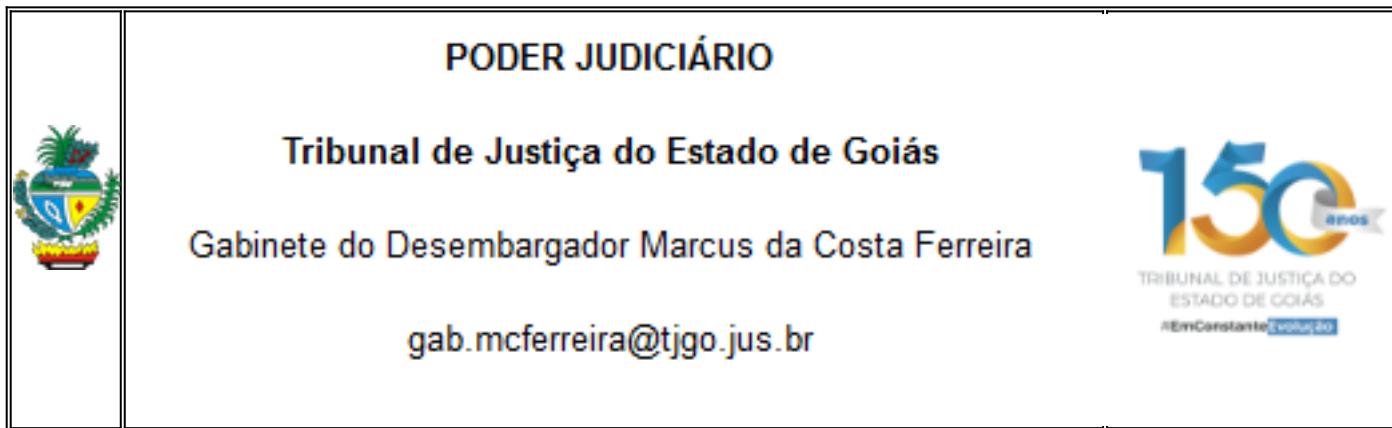 PODER JUDICIÁRIO
Tribunal de Justiça do Estado de Goiás
Gabinete do Desembargador Marcus da Costa Ferreira
gab.mcferreira@tjgo.jus.br
150
anos
TRIBUNAL DE JUSTIÇA DO
ESTADO DE GOIÁS
#EmConstanteEvolução